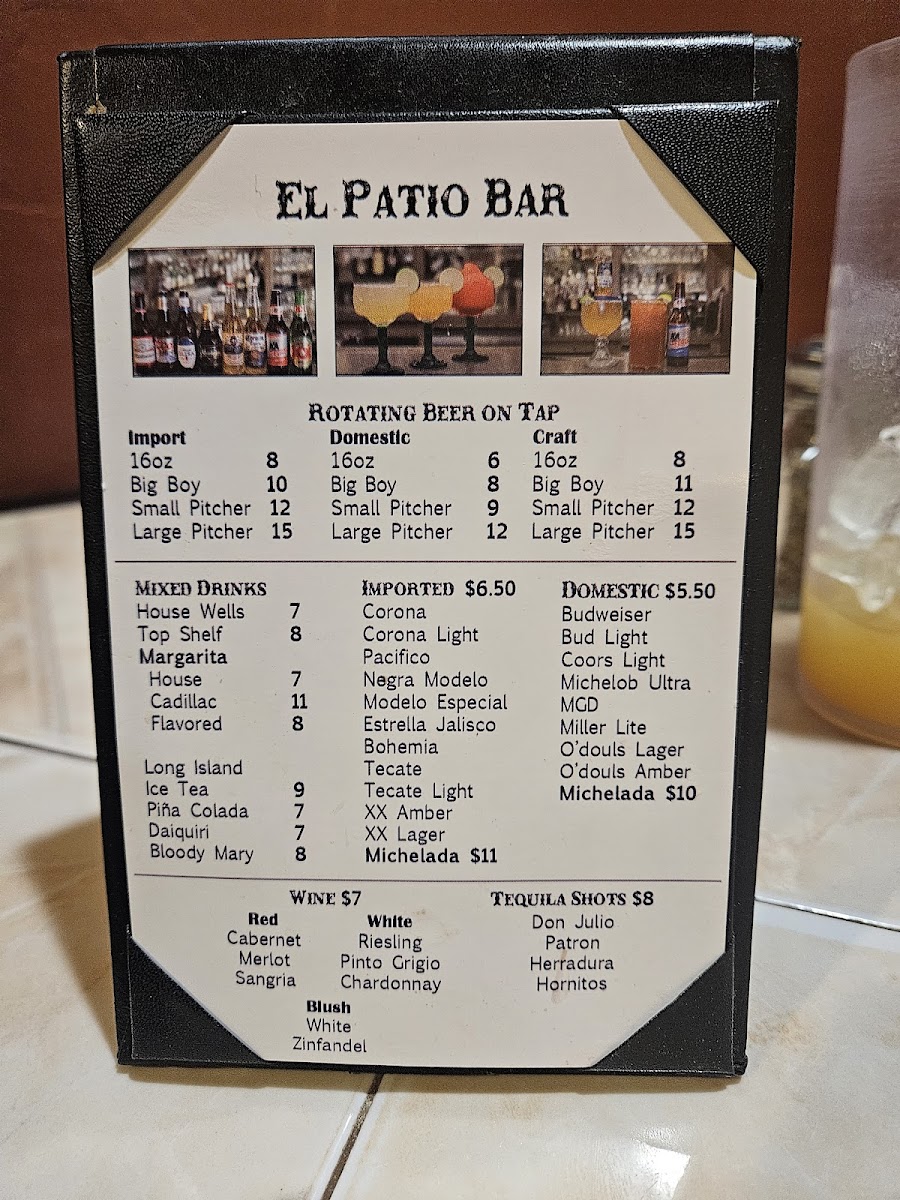 El Patio Bar
Rotating Beer on Tap
Import
16oz 8
Big Boy 10
Small Pitcher 12
Large Pitcher 15
Domestic
16oz 6
Big Boy 8
Small Pitcher 9
Large Pitcher 12
Craft
16oz 8
Big Boy 11
Small Pitcher 12
Large Pitcher 15
Mixed Drinks
House Wells 7
Top Shelf 8
Margarita
House 7
Cadillac 11
Flavored 8
Long Island
Ice Tea 9
Piña Colada 7
Daiquiri 7
Bloody Mary 8
Imported $6.50
Corona
Corona Light
Pacifico
Negra Modelo
Modelo Especial
Estrella Jalisco
Bohemia
Tecate
Tecate Light
XX Amber
XX Lager
Michelada $11
Domestic $5.50
Budweiser
Bud Light
Coors Light
Michelob Ultra
MGD
Miller Lite
O'douls Lager
O'douls Amber
Michelada $10
Wine $7
Red
Cabernet
Merlot
Sangria
White
Riesling
Pinto Grigio
Chardonnay
Blush
White
Zinfandel
Tequila Shots $8
Don Julio
Patron
Herradura
Hornitos